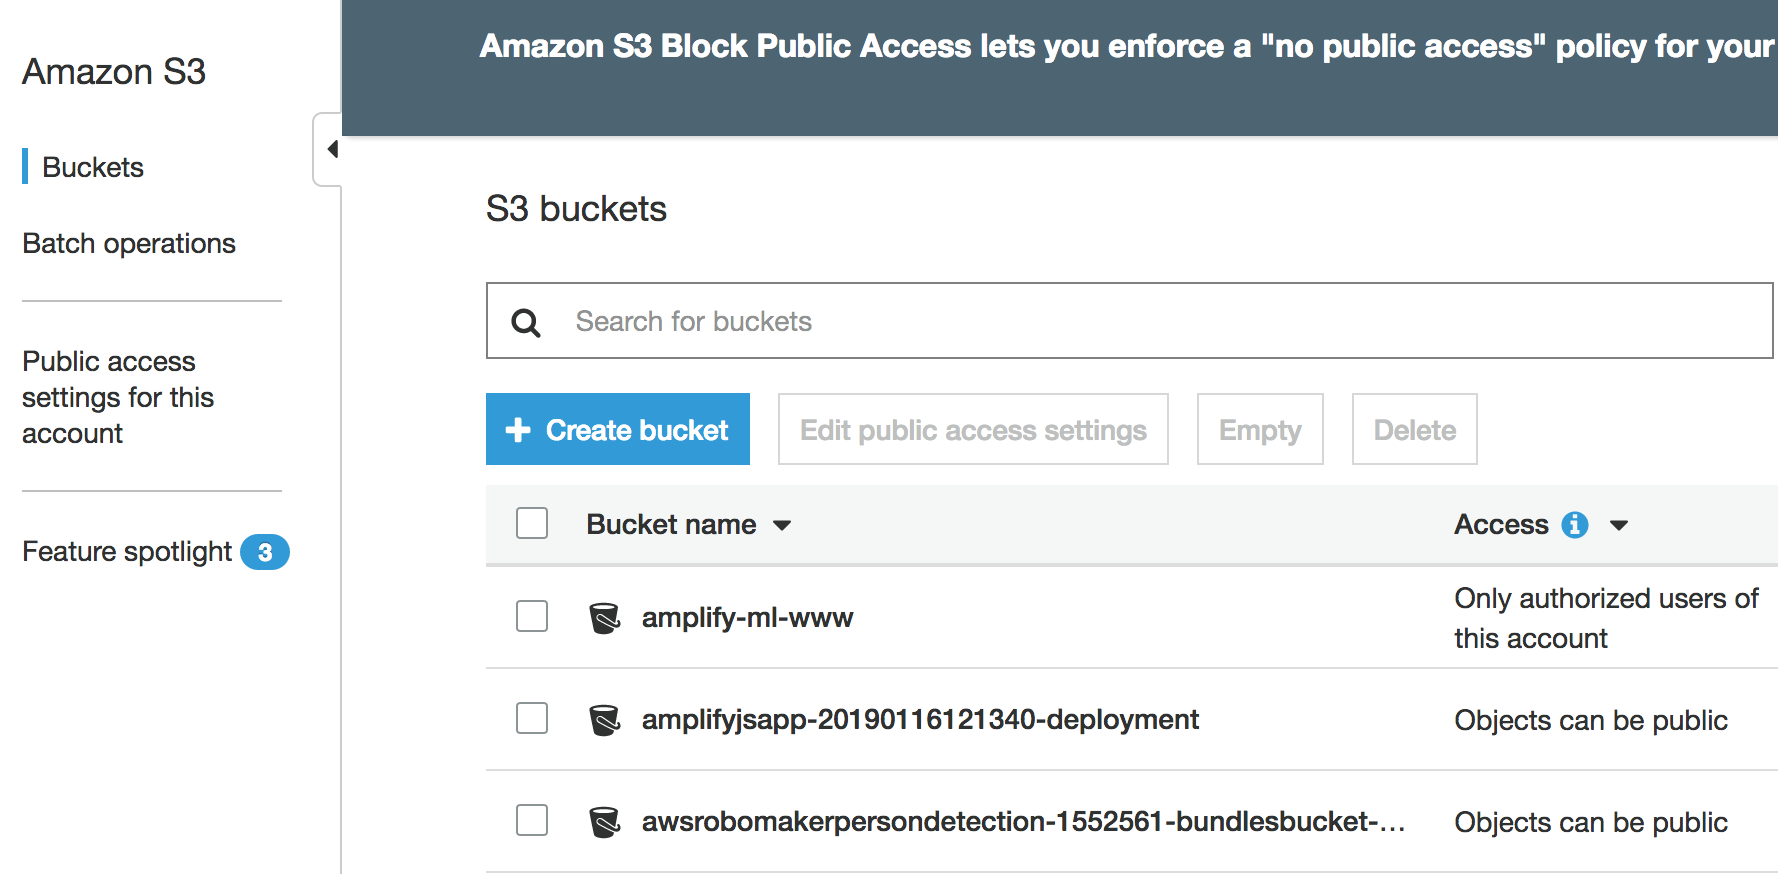 Amazon S3
Buckets
Batch operations
Public access
settings for this
account
Feature spotlight 3
Amazon S3 Block Public Access lets you enforce a "no public access" policy for your
S3 buckets
Search for buckets
Create bucket
Edit public access settings
Empty
Delete
Bucket name
Access
amplify-ml-www
Only authorized users of
this account
amplifyjsapp-20190116121340-deployment
Objects can be public
awsrobomakerpersondetection-1552561-bundlesbucket-...
Objects can be public